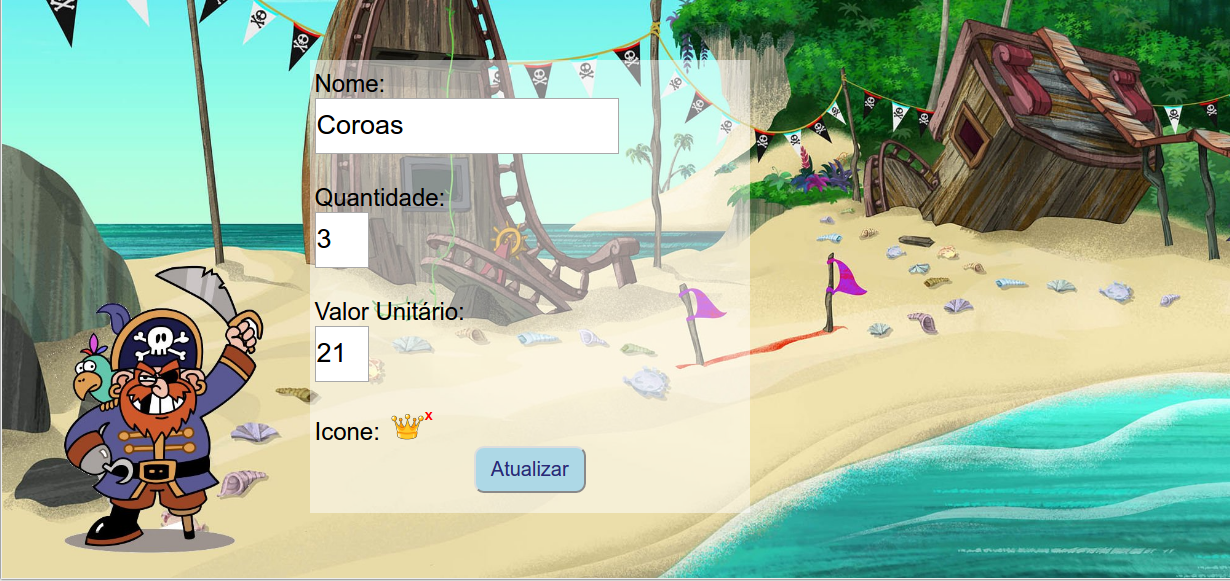 Nome:
Coroas
Quantidade:
3
Valor Unitário:
21
Icone: x
Atualizar